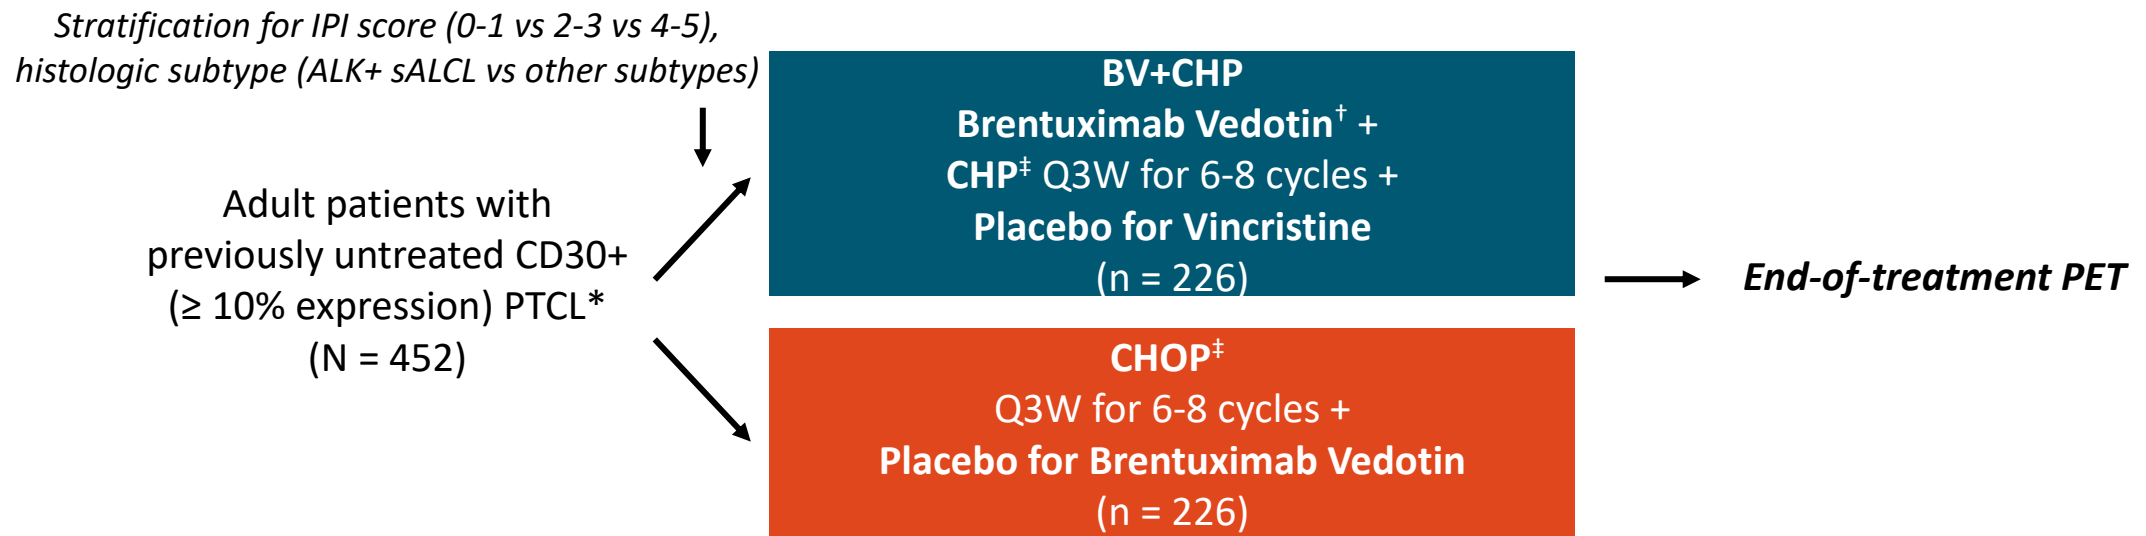 Stratification for IPI score (0-1 vs 2-3 vs 4-5),
histologic subtype (ALK+ sALCL vs other subtypes)
Adult patients with
previously untreated CD30+
(≥ 10% expression) PTCL*
(N = 452)
BV+CHP
Brentuximab Vedotin† +
CHP‡ Q3W for 6-8 cycles +
Placebo for Vincristine
(n = 226)
CHOP‡
Q3W for 6-8 cycles +
Placebo for Brentuximab Vedotin
(n = 226)
End-of-treatment PET